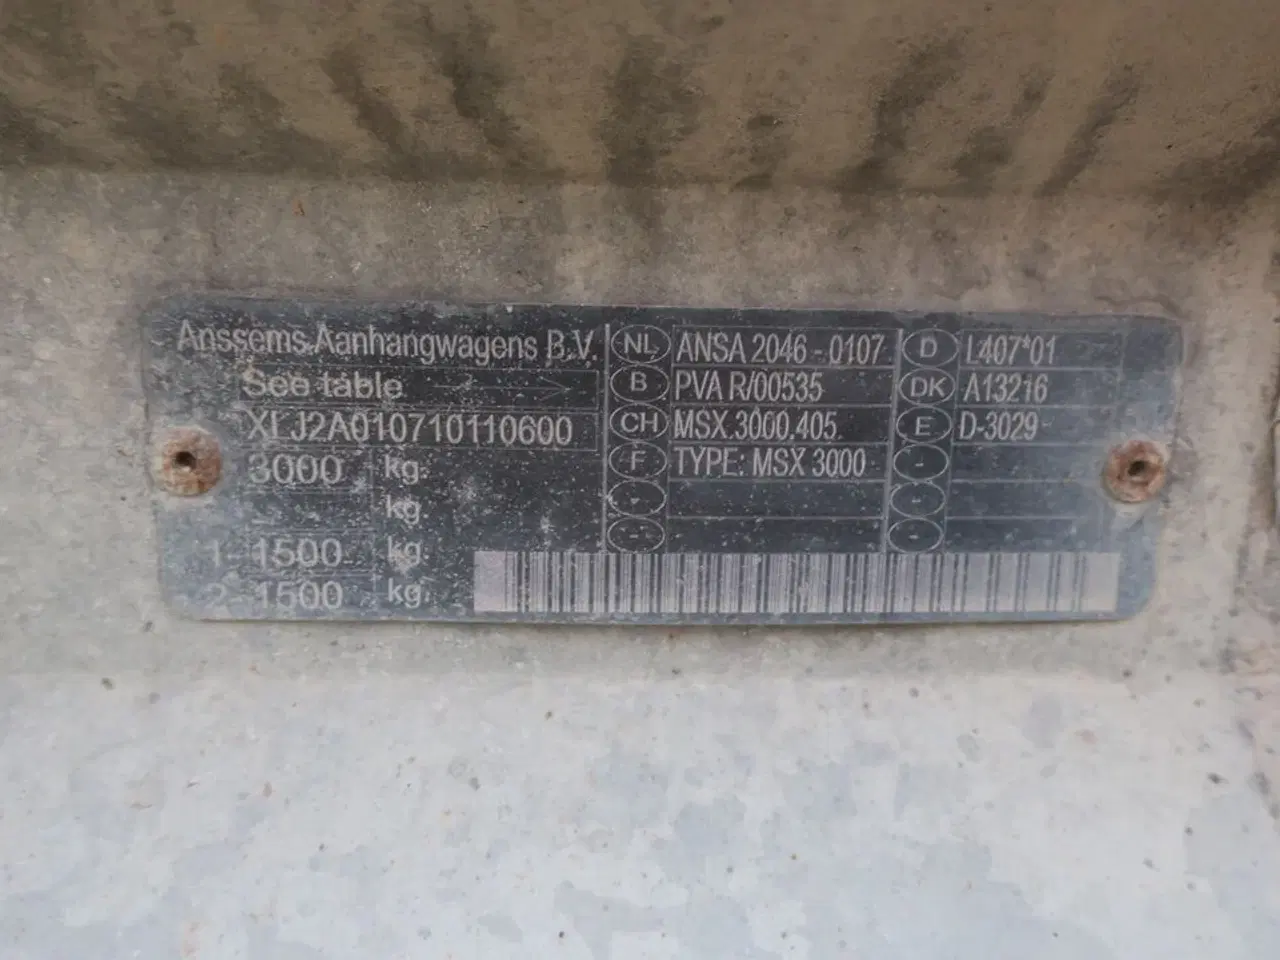 Anssems Aanhangwagens B.V.
See table
XLJ2A010710110600
3000 kg.
kg.
1- 1500 kg.
2- 1500 kg.
NL ANSA 2046 - 0107
B PVA R/00535
CH MSX.3000.405
F TYPE: MSX 3000
-
-
D L407*01
DK A13216
E D-3029
-
-
-